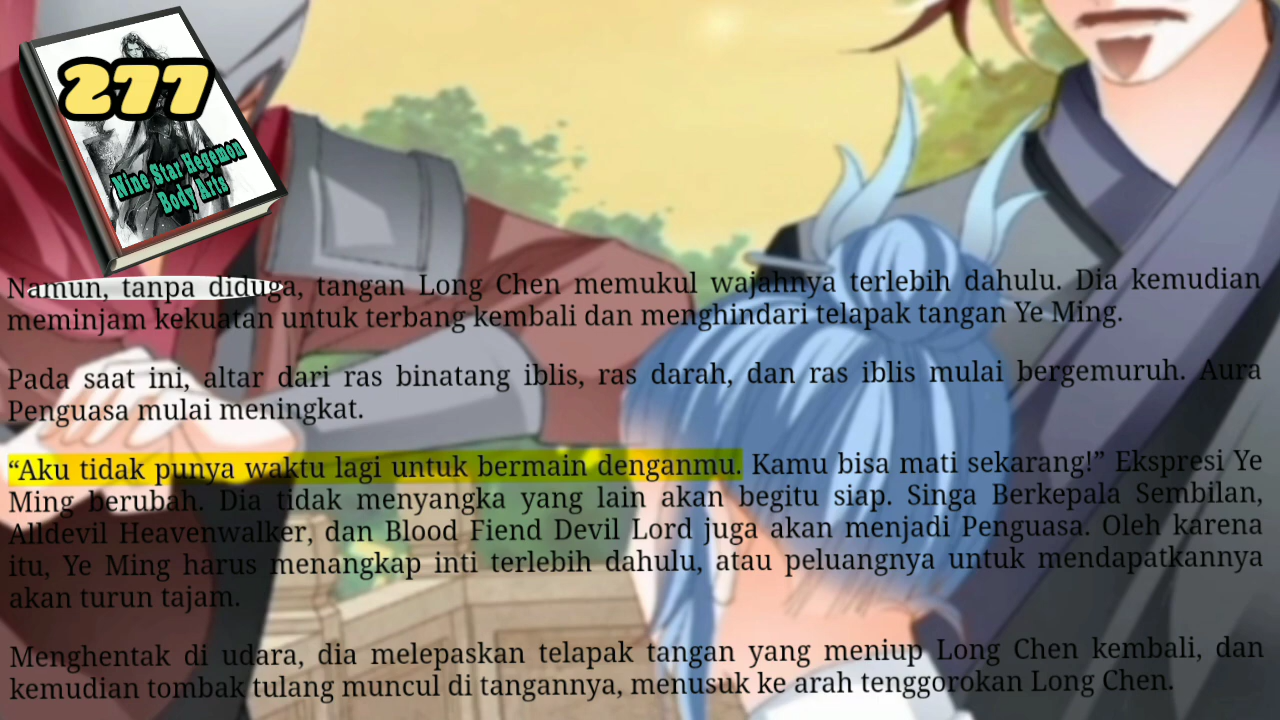 277
Nine Star Hegemon
Body Arts
Namun, tanpa diduga, tangan Long Chen memukul wajahnya terlebih dahulu. Dia kemudian
meminjam kekuatan untuk terbang kembali dan menghindari telapak tangan Ye Ming.
Pada saat ini, altar dari ras binatang iblis, ras darah, dan ras iblis mulai bergemuruh. Aura
Penguasa mulai meningkat.
“Aku tidak punya waktu lagi untuk bermain denganmu. Kamu bisa mati sekarang!” Ekspresi Ye
Ming berubah. Dia tidak menyangka yang lain akan begitu siap. Singa Berkepala Sembilan,
Alldevil Heavenwalker, dan Blood Fiend Devil Lord juga akan menjadi Penguasa. Oleh karena
itu, Ye Ming harus menangkap inti terlebih dahulu, atau peluangnya untuk mendapatkannya
akan turun tajam.
Menghentak di udara, dia melepaskan telapak tangan yang meniup Long Chen kembali, dan
kemudian tombak tulang muncul di tangannya, menusuk ke arah tenggorokan Long Chen.